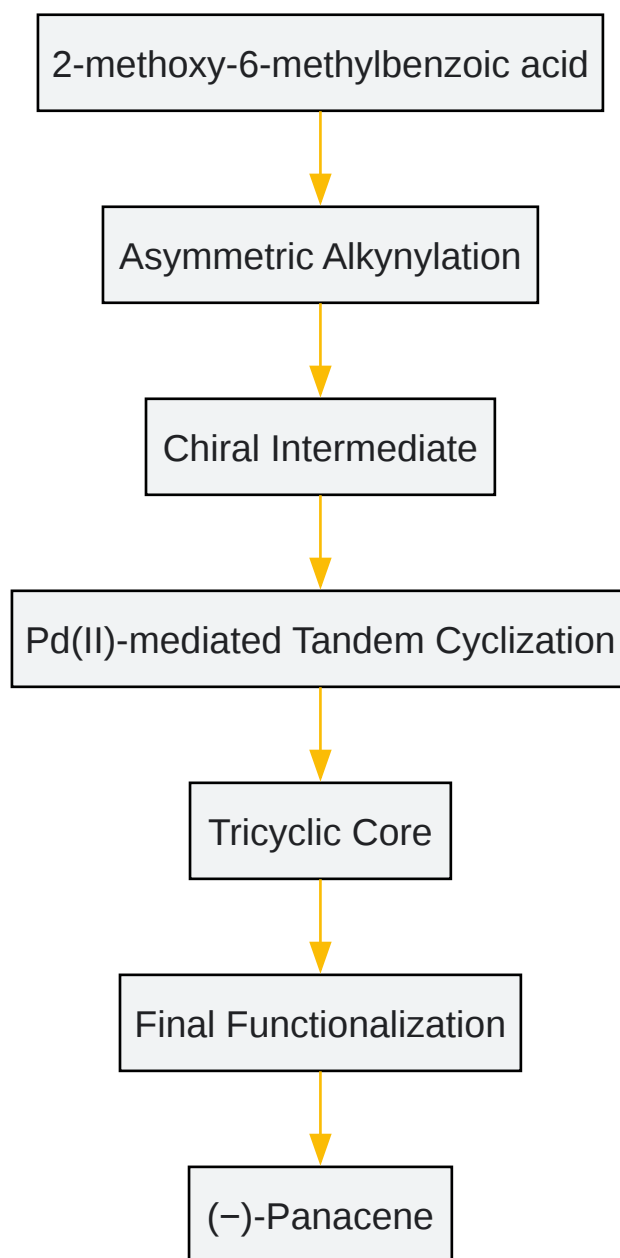 2-methoxy-6-methylbenzoic acid
Asymmetric Alkynylation
Chiral Intermediate
Pd(II)-mediated Tandem Cyclization
Tricyclic Core
Final Functionalization
(−)-Panacene